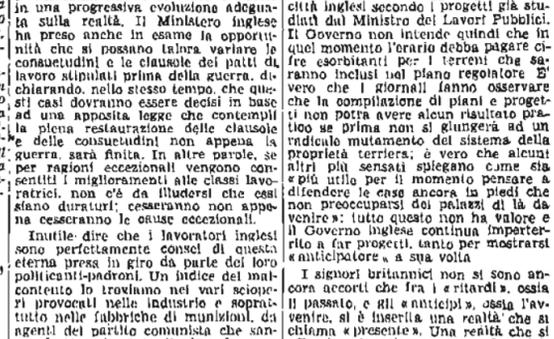 in una progressiva evoluzione adegua-
ta sulla realtà. Il Ministero inglese
ha preso anche in esame la opportu-
nità che si possano talora variare le
consuetudini e le clausole dei patti di
lavoro stipulati prima della guerra, di-
chiarando, nello stesso tempo, che que-
sti casi dovranno essere decisi in base
ad una apposita legge che contempli
la piena restaurazione delle clausole
e delle consuetudini non appena la
guerra, sarà finita. In altre parole, se
per ragioni eccezionali vengono con-
sentiti i miglioramenti alle classi lavo-
ratrici, non c'è da illudersi che essi
siano duraturi; cesseranno non appe-
na cesseranno le cause eccezionali.
Inutile dire che i lavoratori inglesi
sono perfettamente consci di questa
eterna presa in giro da parte dei loro
politicanti-padroni. Un indice del mal-
contento lo troviamo nei vari sciope-
ri provocati nelle industrie e soprat-
tutto nelle fabbriche di munizioni, da
agenti del partito comunista che san-
città inglesi secondo i progetti già stu-
diati dal Ministro dei Lavori Pubblici.
Il Governo non intende quindi che in
quel momento l'erario debba pagare ci-
fre esorbitanti per i terreni che sa-
ranno inclusi nel piano regolatore E'
vero che i giornali fanno osservare
che la compilazione di piani e proget-
ti non potrà avere alcun risultato pra-
tico se prima non si giungerà ad un
radicale mutamento del sistema della
proprietà terriera; è vero che alcuni
altri più sensati spiegano come sia
«più utile per il momento pensare a
difendere le case ancora in piedi che
non preoccuparsi dei palazzi di là da
venire»: tutto questo non ha valore e
il Governo inglese continua imperter-
rito a far progetti, tanto per mostrarsi
«anticipatore» a sua volta
I signori britannici non si sono an-
cora accorti che fra i «ritardi», ossia
il passato, e gli «anticipi», ossia l'av-
venire, si è inserita una realtà che si
chiama «presente». Una realtà che si